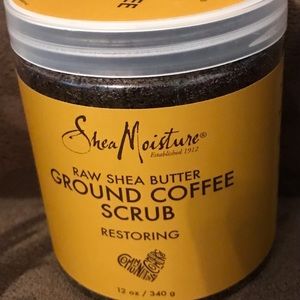 SheaMoisture®
Established 1912
RAW SHEA BUTTER
GROUND COFFEE
SCRUB
RESTORING
12 oz / 340 g